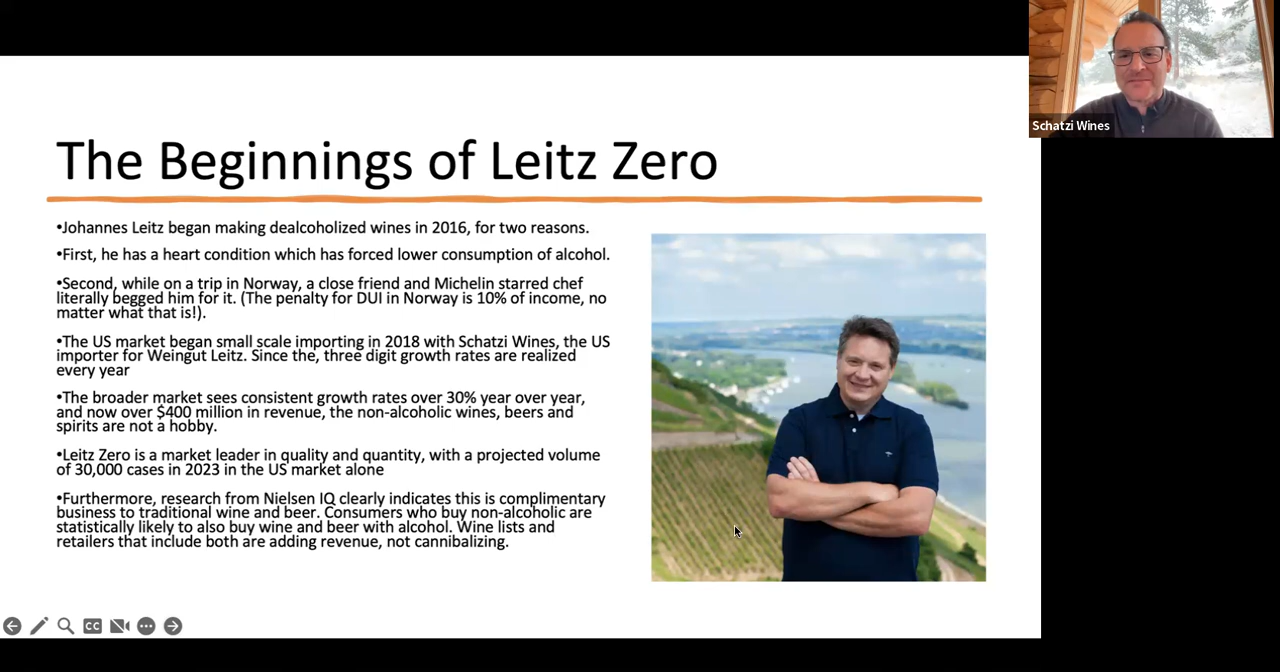 The Beginnings of Leitz Zero
•Johannes Leitz began making dealcoholized wines in 2016, for two reasons.
•First, he has a heart condition which has forced lower consumption of alcohol.
•Second, while on a trip in Norway, a close friend and Michelin starred chef
literally begged him for it. (The penalty for DUI in Norway is 10% of income, no
matter what that is!).
•The US market began small scale importing in 2018 with Schatzi Wines, the US
importer for Weingut Leitz. Since the, three digit growth rates are realized
every year
•The broader market sees consistent growth rates over 30% year over year,
and now over $400 million in revenue, the non-alcoholic wines, beers and
spirits are not a hobby.
•Leitz Zero is a market leader in quality and quantity, with a projected volume
of 30,000 cases in 2023 in the US market alone
•Furthermore, research from Nielsen IQ clearly indicates this is complimentary
business to traditional wine and beer. Consumers who buy non-alcoholic are
statistically likely to also buy wine and beer with alcohol. Wine lists and
retailers that include both are adding revenue, not cannibalizing.
CC
Schatzi Wines